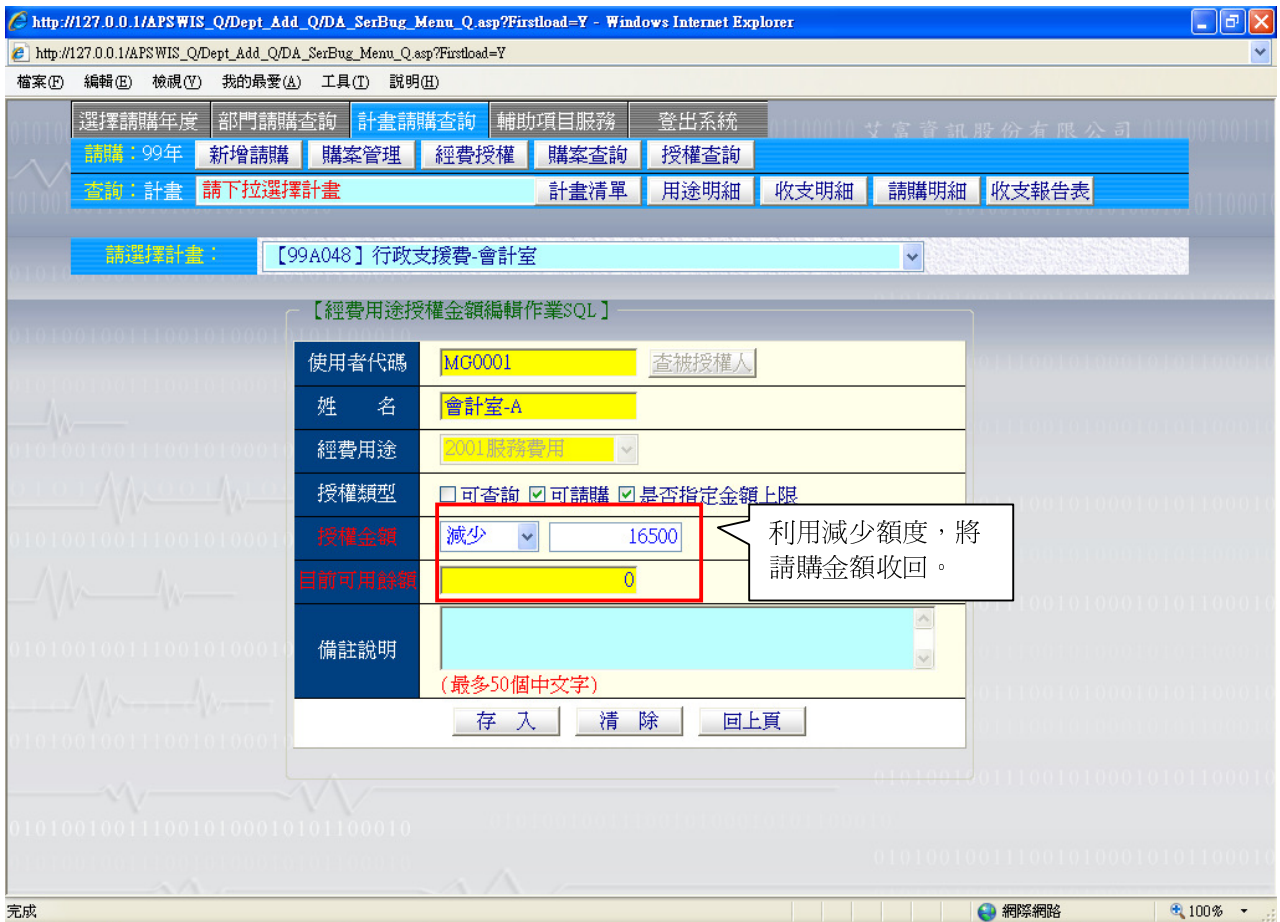 http://127.0.0.1/APSWIS_Q/Dept_Add_Q/DA_SerBug_Menu_Q.asp?Firstload=Y - Windows Internet Explorer
http://127.0.0.1/APSWIS_Q/Dept_Add_Q/DA_SerBug_Menu_Q.asp?Firstload=Y
檔案(F) 編輯(E) 檢視(V) 我的最愛(A) 工具(T) 說明(H)
選擇請購年度 部門請購查詢 計畫請購查詢 輔助項目服務 登出系統
艾富資訊股份有限公司
請購：99年 新增請購 購案管理 經費授權 購案查詢 授權查詢
查詢：計畫 請下拉選擇計畫 計畫清單 用途明細 收支明細 請購明細 收支報告表
請選擇計畫： 【99A048】行政支援費-會計室
【經費用途授權金額編輯作業SQL】
使用者代碼 MG0001 查被授權人
姓 名 會計室-A
經費用途 2001服務費用
授權類型 可查詢 可請購 是否指定金額上限
授權金額 減少 16500
利用減少額度，將
請購金額收回。
目前可用餘額 0
備註說明
(最多50個中文字)
存 入 清 除 回上頁
0101001001110010100010101100010
完成 網際網路 100%